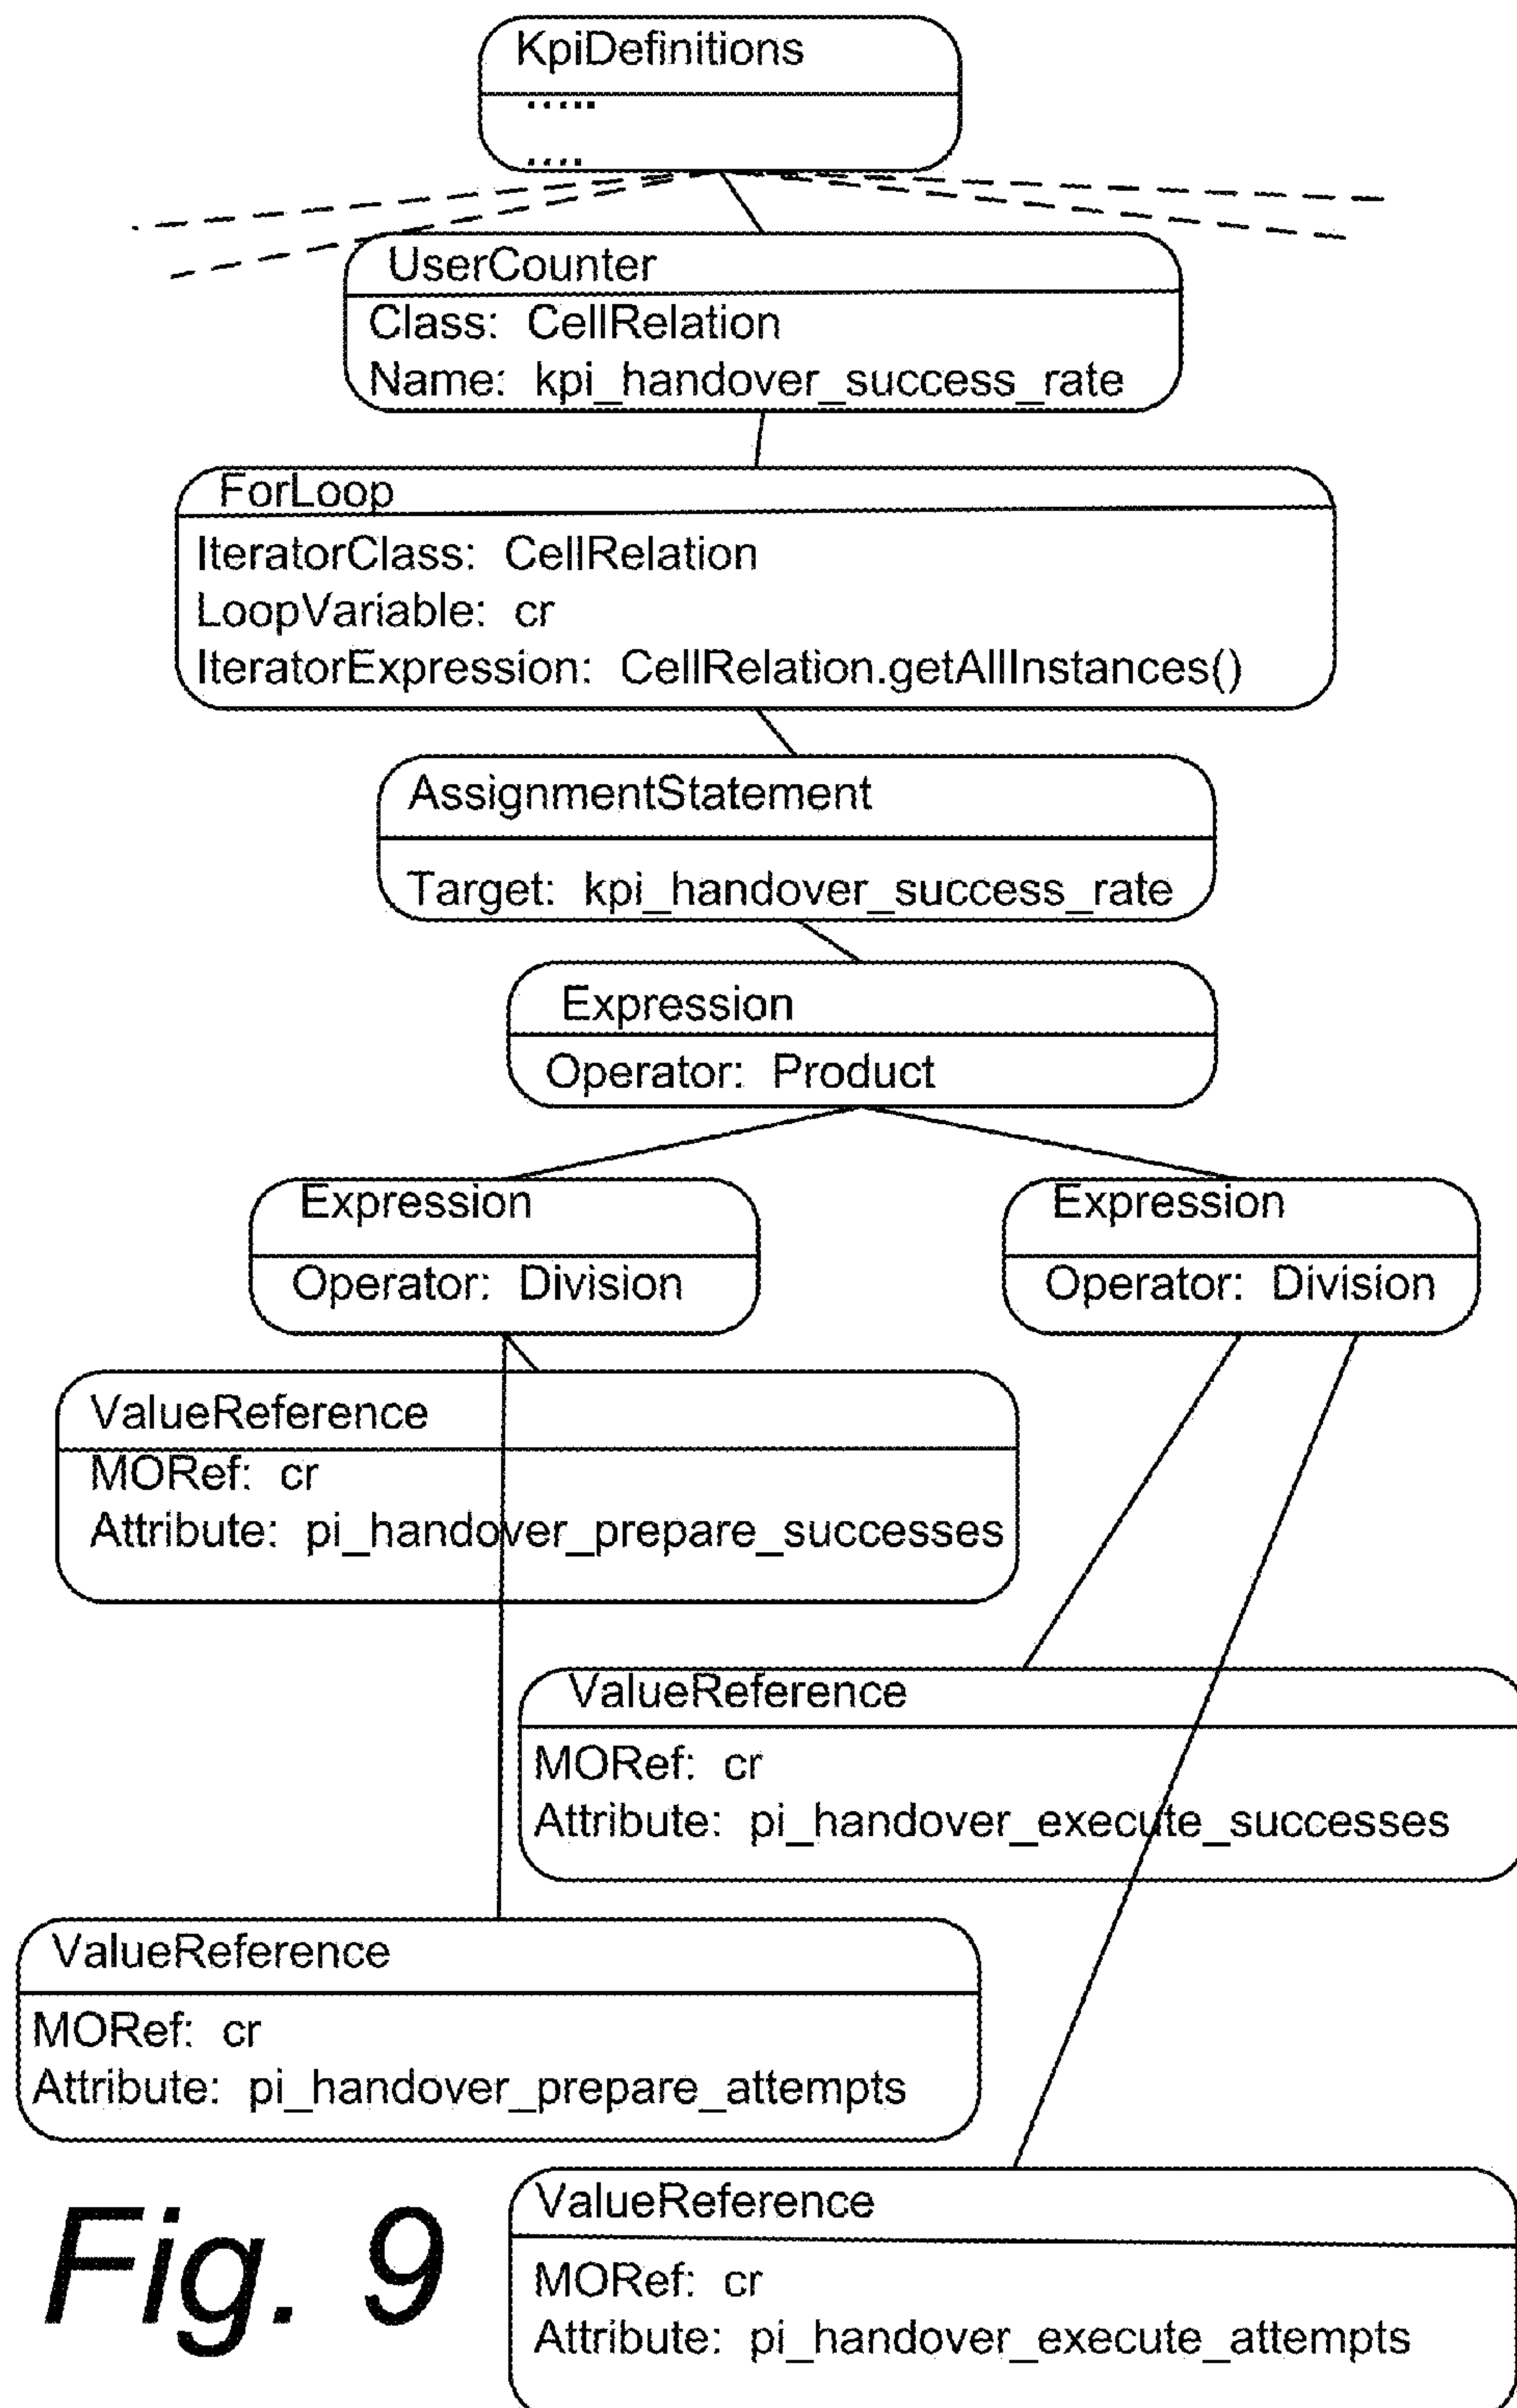 KpiDefinitions
.....
....
UserCounter
Class: CellRelation
Name: kpi_handover_success_rate
ForLoop
IteratorClass: CellRelation
LoopVariable: cr
IteratorExpression: CellRelation.getAllInstances()
AssignmentStatement
Target: kpi_handover_success_rate
Expression
Operator: Product
Expression
Operator: Division
Expression
Operator: Division
ValueReference
MORef: cr
Attribute: pi_handover_prepare_successes
ValueReference
MORef: cr
Attribute: pi_handover_execute_successes
ValueReference
MORef: cr
Attribute: pi_handover_prepare_attempts
ValueReference
MORef: cr
Attribute: pi_handover_execute_attempts
Fig. 9